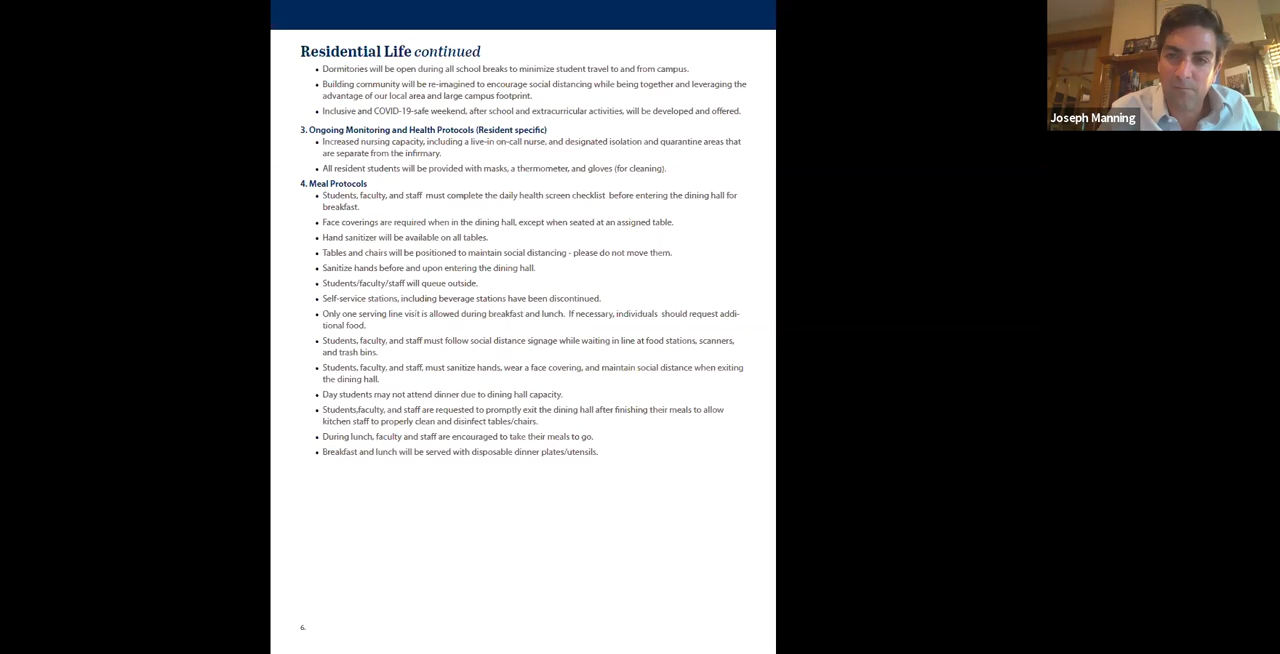 Residential Life continued
• Dormitories will be open during all school breaks to minimize student travel to and from campus.
• Building community will be re-imagined to encourage social distancing while being together and leveraging the
advantage of our local area and large campus footprint.
• Inclusive and COVID-19-safe weekend, after school and extracurricular activities, will be developed and offered.
3. Ongoing Monitoring and Health Protocols (Resident specific)
• Increased nursing capacity, including a live-in on-call nurse, and designated isolation and quarantine areas that
are separate from the infirmary.
• All resident students will be provided with masks, a thermometer, and gloves (for cleaning).
4. Meal Protocols
• Students, faculty, and staff must complete the daily health screen checklist before entering the dining hall for
breakfast.
• Face coverings are required when in the dining hall, except when seated at an assigned table.
• Hand sanitizer will be available on all tables.
• Tables and chairs will be positioned to maintain social distancing - please do not move them.
• Sanitize hands before and upon entering the dining hall.
• Students/faculty/staff will queue outside.
• Self-service stations, including beverage stations have been discontinued.
• Only one serving line visit is allowed during breakfast and lunch. If necessary, individuals should request addi-
tional food.
• Students, faculty, and staff must follow social distance signage while waiting in line at food stations, scanners,
and trash bins.
• Students, faculty, and staff, must sanitize hands, wear a face covering, and maintain social distance when exiting
the dining hall.
• Day students may not attend dinner due to dining hall capacity.
• Students,faculty, and staff are requested to promptly exit the dining hall after finishing their meals to allow
kitchen staff to properly clean and disinfect tables/chairs.
• During lunch, faculty and staff are encouraged to take their meals to go.
• Breakfast and lunch will be served with disposable dinner plates/utensils.
6.
Joseph Manning